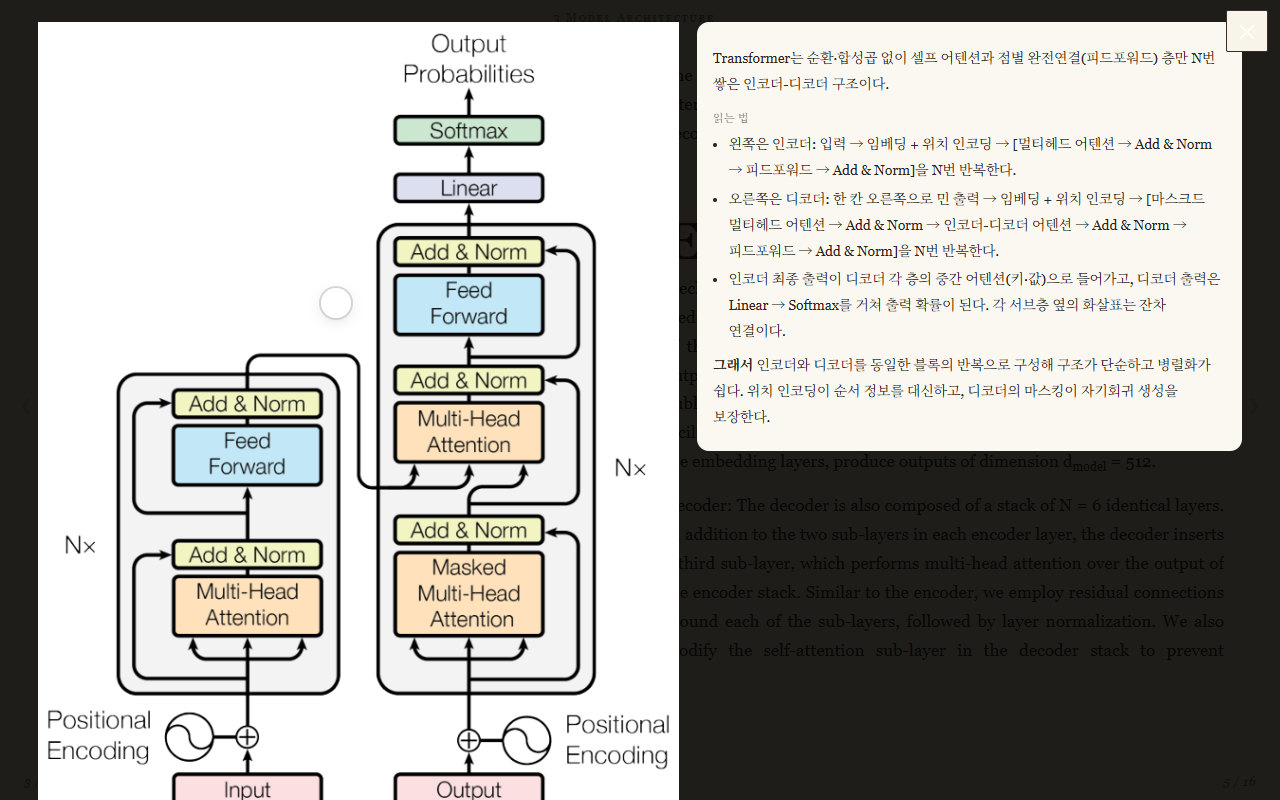 3 Model Architecture
Output
Probabilities
Softmax
Linear
Add & Norm
Feed
Forward
Add & Norm
Multi-Head
Attention
Nx
Add & Norm
Masked
Multi-Head
Attention
Add & Norm
Feed
Forward
Nx
Add & Norm
Multi-Head
Attention
Positional
Encoding
Positional
Encoding
Input
Output
Transformer는 순환·합성곱 없이 셀프 어텐션과 점별 완전연결(피드포워드) 층만 N번
쌓은 인코더-디코더 구조이다.
읽는 법
• 왼쪽은 인코더: 입력 → 임베딩 + 위치 인코딩 → [멀티헤드 어텐션 → Add & Norm
→ 피드포워드 → Add & Norm]을 N번 반복한다.
• 오른쪽은 디코더: 한 칸 오른쪽으로 민 출력 → 임베딩 + 위치 인코딩 → [마스크드
멀티헤드 어텐션 → Add & Norm → 인코더-디코더 어텐션 → Add & Norm →
피드포워드 → Add & Norm]을 N번 반복한다.
• 인코더 최종 출력이 디코더 각 층의 중간 어텐션(키·값)으로 들어가고, 디코더 출력은
Linear → Softmax를 거쳐 출력 확률이 된다. 각 서브층 옆의 화살표는 잔차
연결이다.
그래서 인코더와 디코더를 동일한 블록의 반복으로 구성해 구조가 단순하고 병렬화가
쉽다. 위치 인코딩이 순서 정보를 대신하고, 디코더의 마스킹이 자기회귀 생성을
보장한다.
embedding layers, produce outputs of dimension dmodel = 512.
ecoder: The decoder is also composed of a stack of N = 6 identical layers.
addition to the two sub-layers in each encoder layer, the decoder inserts
third sub-layer, which performs multi-head attention over the output of
encoder stack. Similar to the encoder, we employ residual connections
ound each of the sub-layers, followed by layer normalization. We also
odify the self-attention sub-layer in the decoder stack to prevent
5 / 16